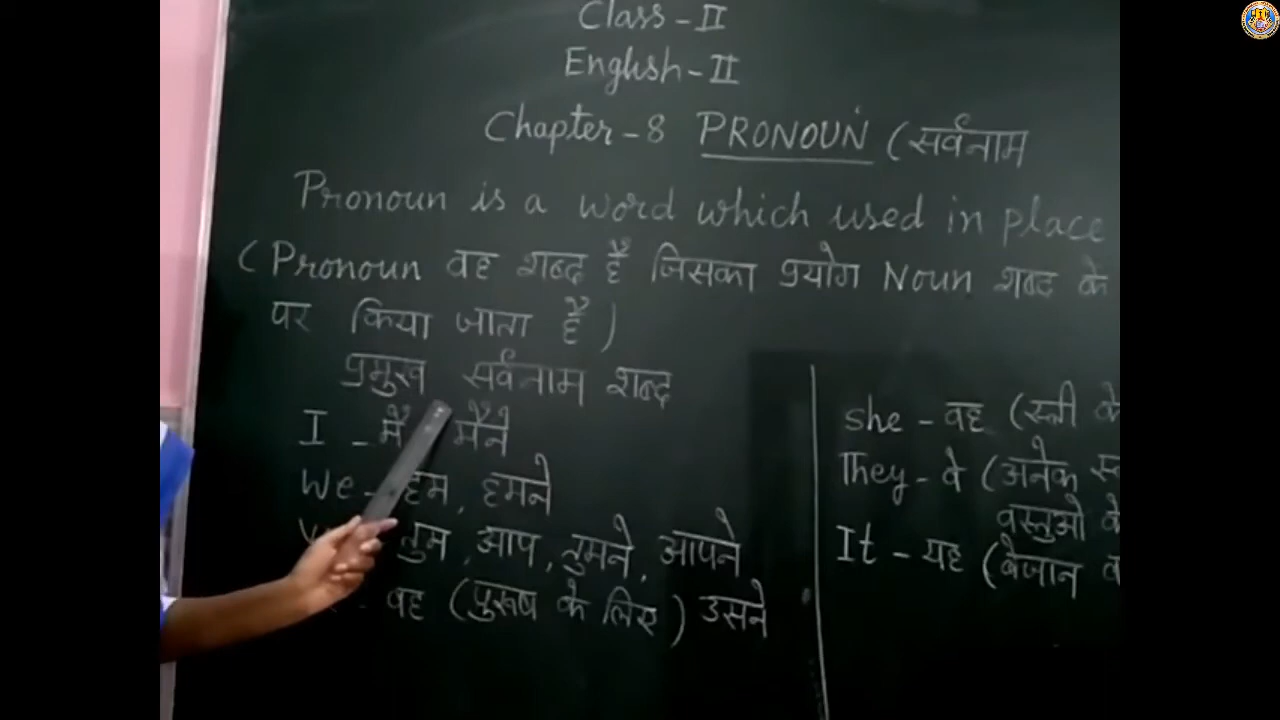 Class - II
English - II
Chapter - 8 PRONOUN (सर्वनाम
Pronoun is a word which used in place
(Pronoun वह शब्द हैं जिसका प्रयोग Noun शब्द के
पर किया जाता हैं)
प्रमुख सर्वनाम शब्द
I - मैं मैंने
We - हम, हमने
तुम, आप, तुमने, आपने
- वह (पुरूष के लिए) उसने
she - वह (स्त्री के
They - वे (अनेक
वस्तुओ के
It - यह (बेजान